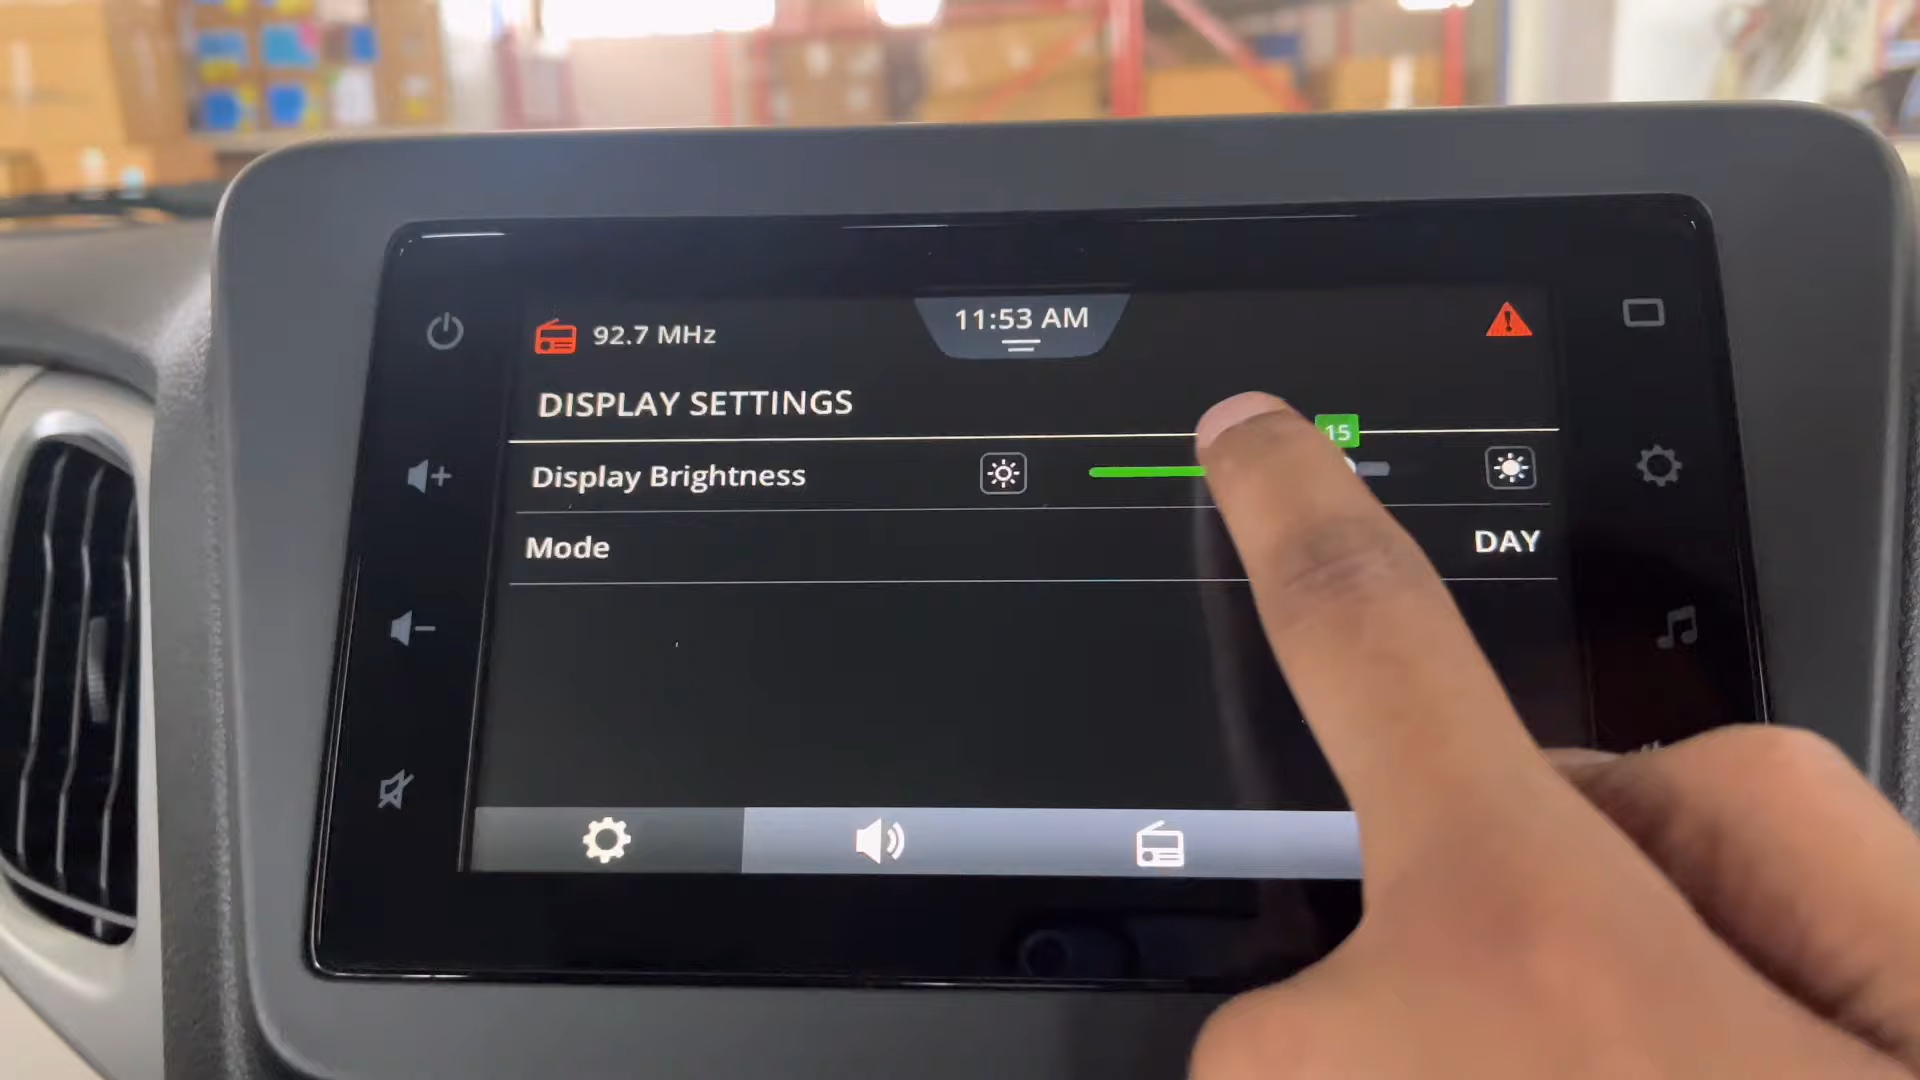 92.7 MHz
11:53 AM
DISPLAY SETTINGS
15
Display Brightness
Mode
DAY